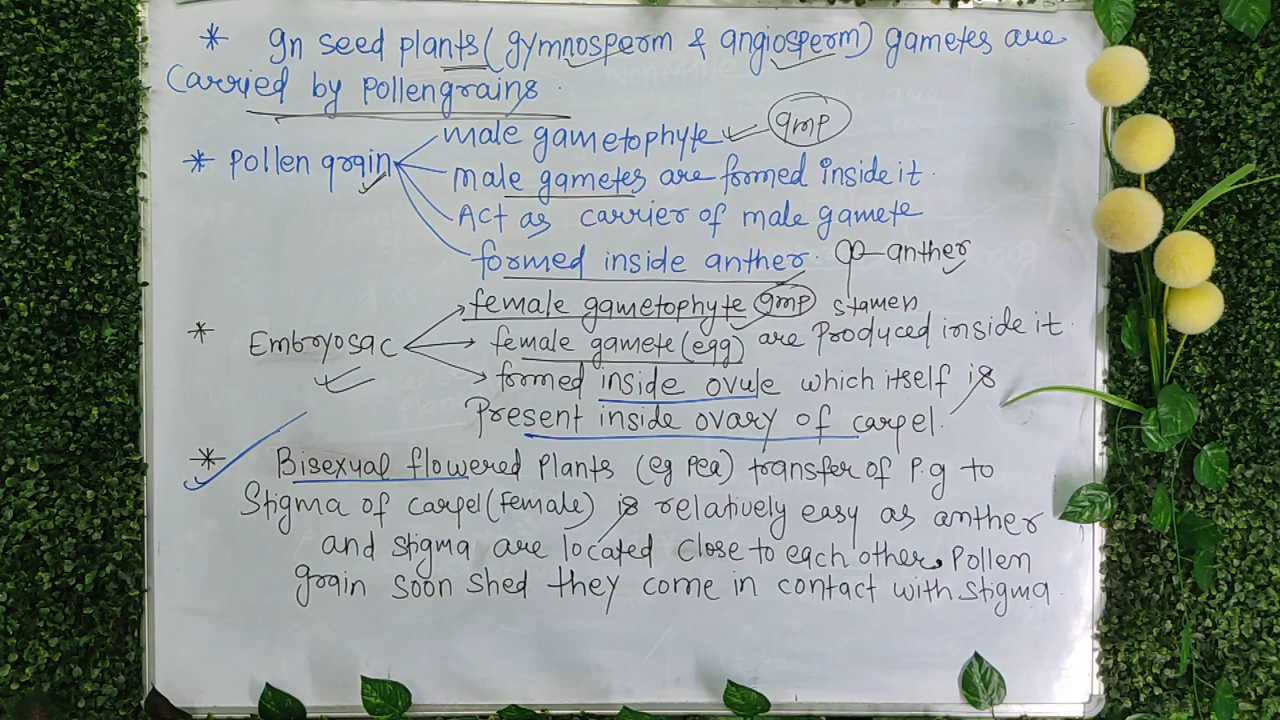 * In seed plants (gymnosperm & angiosperm) gametes are
Carried by pollengrains.
* Pollen grain
male gametophyte gmp
male gametes are formed inside it.
Act as carrier of male gamete
formed inside anther. anther
stamen
* Embryosac
female gametophyte gmp
female gamete (egg) are Produced inside it.
formed inside ovule which itself is
Present inside ovary of carpel.
* Bisexual flowered Plants (eg Pea) transfer of P.g to
Stigma of carpel (female) is relatively easy as anther
and stigma are located close to each other. Pollen
grain soon shed they come in contact with stigma.